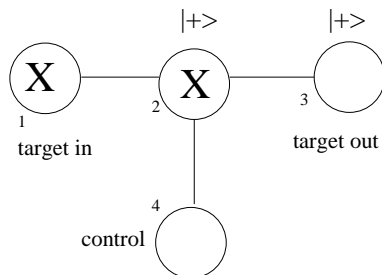 |+> |+>
X X
1 2 3
target in target out
4
control